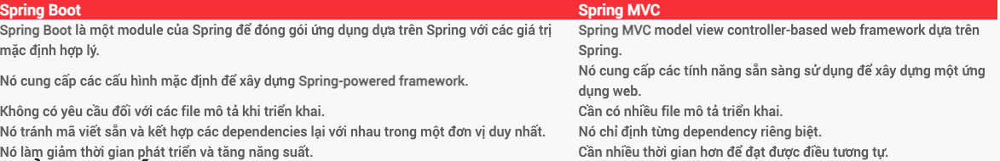 Spring Boot
Spring MVC
Spring Boot là một module của Spring để đóng gói ứng dụng dựa trên Spring với các giá trị
mặc định hợp lý.
Spring MVC model view controller-based web framework dựa trên
Spring.
Nó cung cấp các cấu hình mặc định để xây dựng Spring-powered framework.
Nó cung cấp các tính năng sẵn sàng sử dụng để xây dựng một ứng
dụng web.
Không có yêu cầu đối với các file mô tả khi triển khai.
Cần có nhiều file mô tả triển khai.
Nó tránh mã viết sẵn và kết hợp các dependencies lại với nhau trong một đơn vị duy nhất.
Nó chỉ định từng dependency riêng biệt.
Nó làm giảm thời gian phát triển và tăng năng suất.
Cần nhiều thời gian hơn để đạt được điều tương tự.